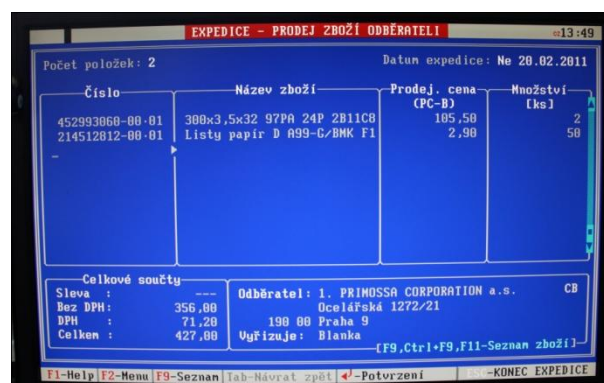 EXPEDICE - PRODEJ ZBOŽÍ ODBĚRATELI
13:49
Počet položek: 2
Datum expedice: Ne 20.02.2011
Číslo
Název zboží
Prodej. cena
(PC-B)
Množství
[ks]
452993060-00-01 300x3,5x32 97PA 24P 2B11C8 105,50 2
214512812-00-01 Listy papír D A99-G/BMK F1 2,90 50
Celkové součty
Sleva : ---
Bez DPH: 356,00
DPH : 71,20
Celkem : 427,00
Odběratel: 1. PRIMOSSA CORPORATION a.s. CB
Ocelářská 1272/21
190 00 Praha 9
Vyřizuje: Blanka
[F9,Ctrl+F9,F11-Seznam zboží]
F1-Help F2-Menu F9-Seznam Tab-Návrat zpět -Potvrzení ESC-KONEC EXPEDICE